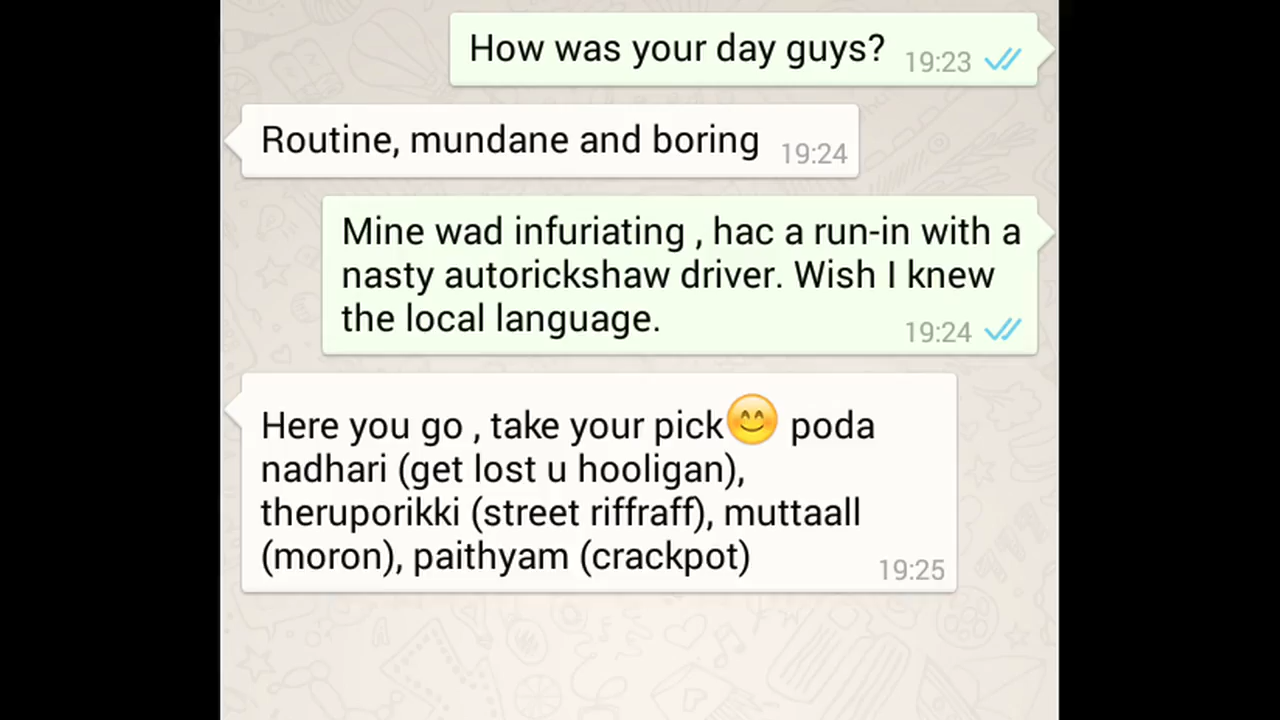 How was your day guys? 19:23
Routine, mundane and boring 19:24
Mine wad infuriating , hac a run-in with a
nasty autorickshaw driver. Wish I knew
the local language. 19:24
Here you go , take your pick😊 poda
nadhari (get lost u hooligan),
theruporikki (street riffraff), muttaall
(moron), paithyam (crackpot) 19:25